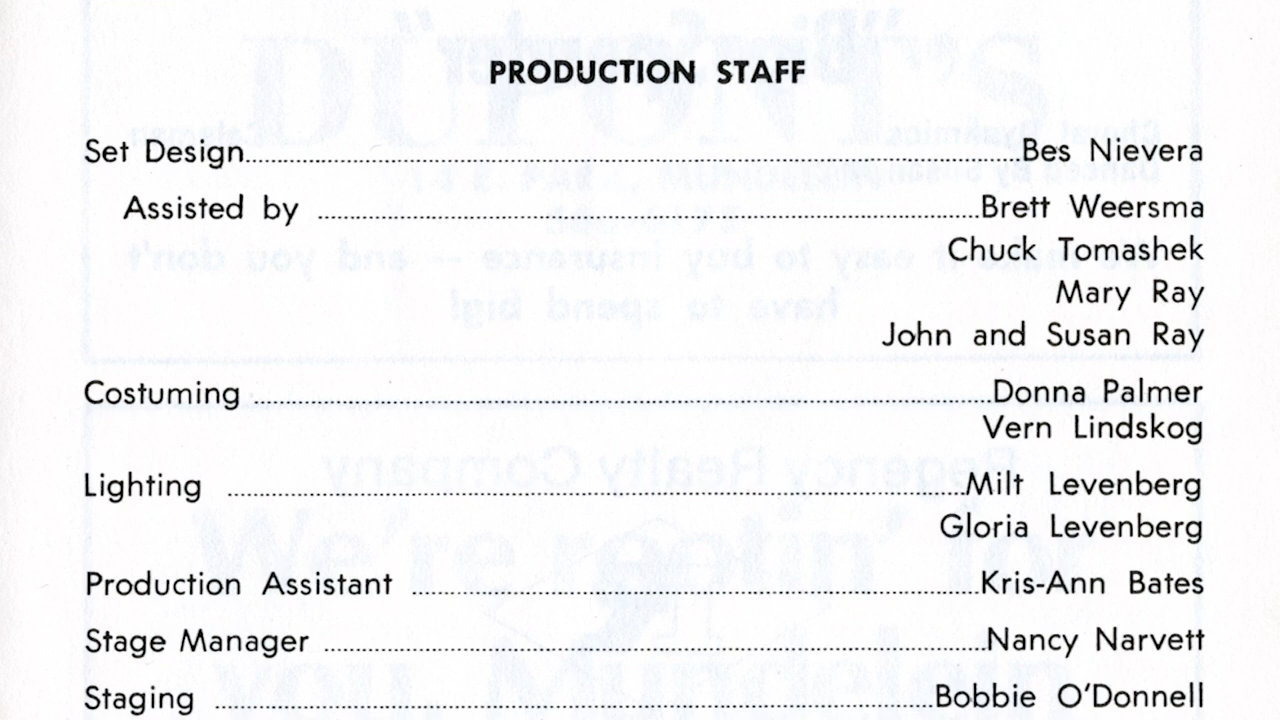 PRODUCTION STAFF
Set Design........Bes Nievera
Assisted by ........Brett Weersma
Chuck Tomashek
Mary Ray
John and Susan Ray
Costuming ........Donna Palmer
Vern Lindskog
Lighting ........Milt Levenberg
Gloria Levenberg
Production Assistant ........Kris-Ann Bates
Stage Manager ........Nancy Narvett
Staging ........Bobbie O'Donnell